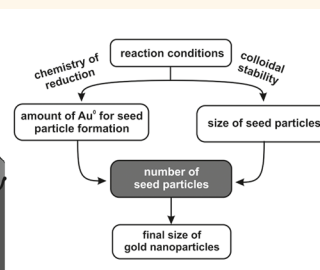 reaction conditions
chemistry of
reduction
colloidal
stability
amount of Au⁰ for seed
particle formation
size of seed particles
number of
seed particles
final size of
gold nanoparticles